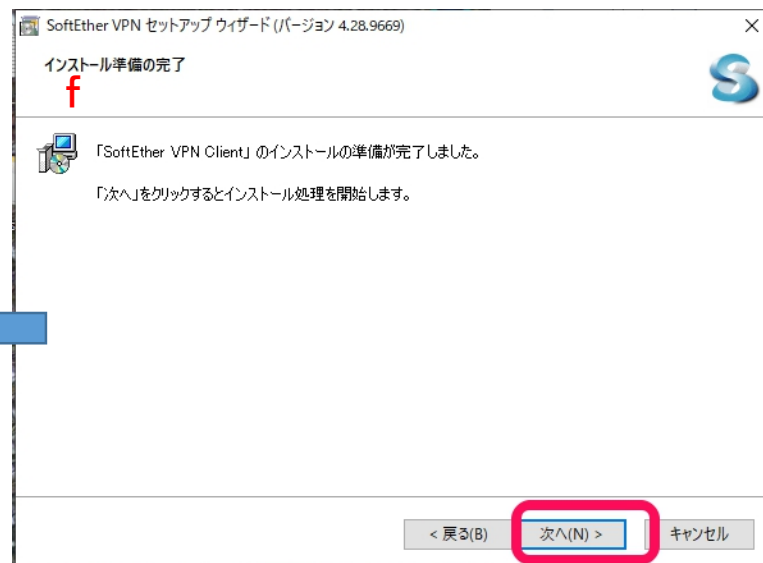 SoftEther VPN セットアップ ウィザード (バージョン 4.28.9669)
インストール準備の完了
f
「SoftEther VPN Client」 のインストールの準備が完了しました。
「次へ」をクリックするとインストール処理を開始します。
< 戻る(B) 次へ(N) > キャンセル